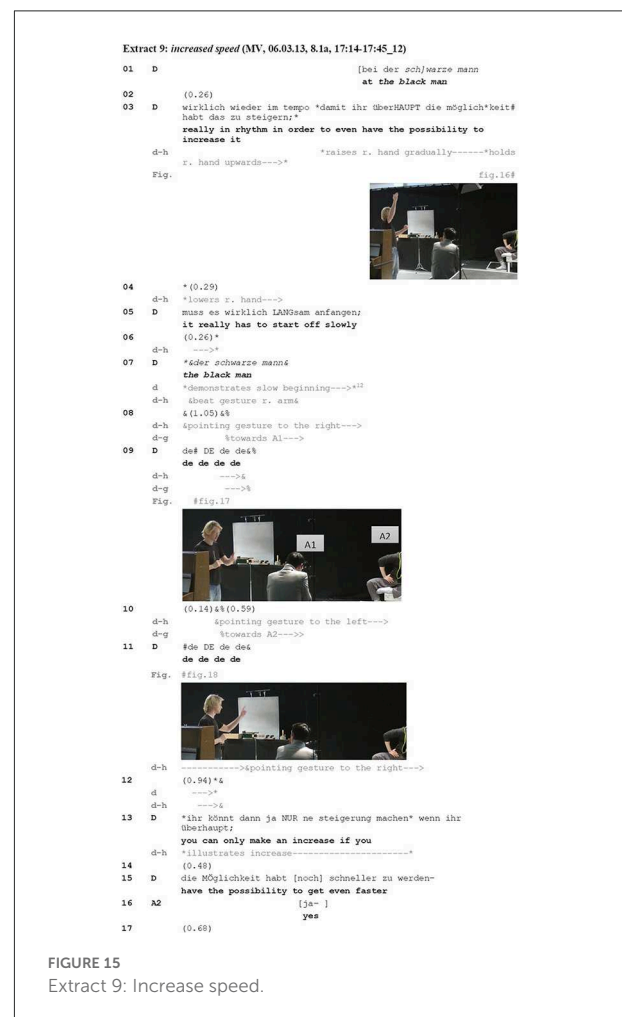 Extract 9: increased speed (MV, 06.03.13, 8.1a, 17:14-17:45_12)
01 D [bei der sch]warze mann
at the black man
02 (0.26)
03 D wirklich wieder im tempo *damit ihr überHAUPT die möglich*keit#
habt das zu steigern;*
really in rhythm in order to even have the possibility to
increase it
d-h *raises r. hand gradually------*holds
r. hand upwards--->*
Fig. fig.16#
04 *(0.29)
d-h *lowers r. hand--->
05 D muss es wirklich LANGsam anfangen;
it really has to start off slowly
06 (0.26)*
d-h --->*
07 D *&der schwarze mann&
the black man
d *demonstrates slow beginning--->*12
d-h &beat gesture r. arm&
08 &(1.05)&%
d-h &pointing gesture to the right--->
d-g %towards A1--->
09 D de# DE de de&%
de de de de
d-h --->&
d-g --->%
Fig. #fig.17
A1 A2
10 (0.14)&%(0.59)
d-h &pointing gesture to the left--->
d-g %towards A2--->>
11 D #de DE de de&
de de de de
Fig. #fig.18
d-h ----------->&pointing gesture to the right--->
12 (0.94)*&
d --->*
d-h --->&
13 D *ihr könnt dann ja NUR ne steigerung machen* wenn ihr
überhaupt;
you can only make an increase if you
d-h *illustrates increase----------------------*
14 (0.48)
15 D die MÖglichkeit habt [noch] schneller zu werden-
have the possibility to get even faster
16 A2 [ja- ]
yes
17 (0.68)
FIGURE 15
Extract 9: Increase speed.